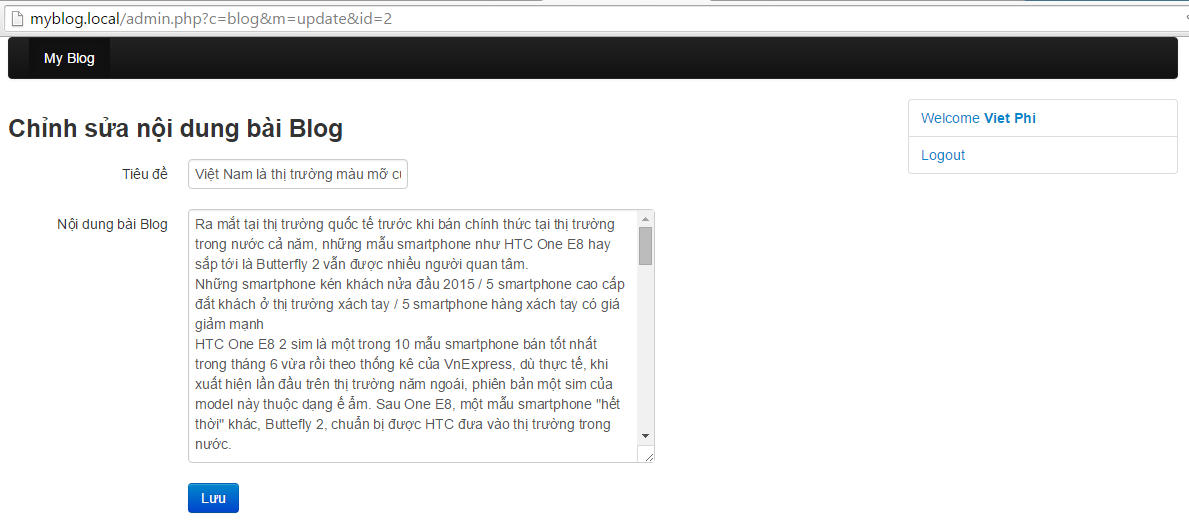 myblog.local/admin.php?c=blog&m=update&id=2
My Blog
Welcome Viet Phi
Logout
Chỉnh sửa nội dung bài Blog
Tiêu đề
Việt Nam là thị trường màu mỡ
Nội dung bài Blog
Ra mắt tại thị trường quốc tế trước khi bán chính thức tại thị trường
trong nước cả năm, những mẫu smartphone như HTC One E8 hay
sắp tới là Butterfly 2 vẫn được nhiều người quan tâm.
Những smartphone kén khách nửa đầu 2015 / 5 smartphone cao cấp
đắt khách ở thị trường xách tay / 5 smartphone hàng xách tay có giá
giảm mạnh
HTC One E8 2 sim là một trong 10 mẫu smartphone bán tốt nhất
trong tháng 6 vừa rồi theo thống kê của VnExpress, dù thực tế, khi
xuất hiện lần đầu trên thị trường năm ngoái, phiên bản một sim của
model này thuộc dạng ế ẩm. Sau One E8, một mẫu smartphone "hết
thời" khác, Buttefly 2, chuẩn bị được HTC đưa vào thị trường trong
nước.
Lưu